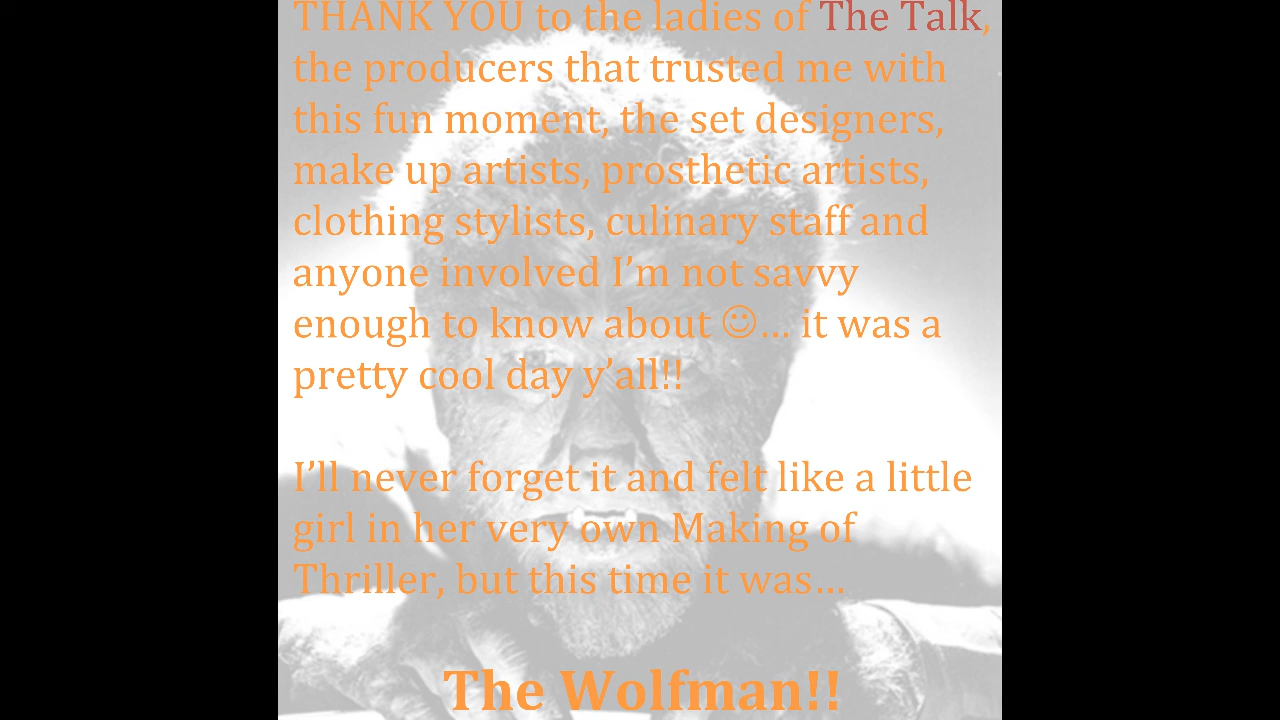 THANK YOU to the ladies of The Talk,
the producers that trusted me with
this fun moment, the set designers,
make up artists, prosthetic artists,
clothing stylists, culinary staff and
anyone involved I’m not savvy
enough to know about ☺… it was a
pretty cool day y’all!!
I’ll never forget it and felt like a little
girl in her very own Making of
Thriller, but this time it was…
The Wolfman!!